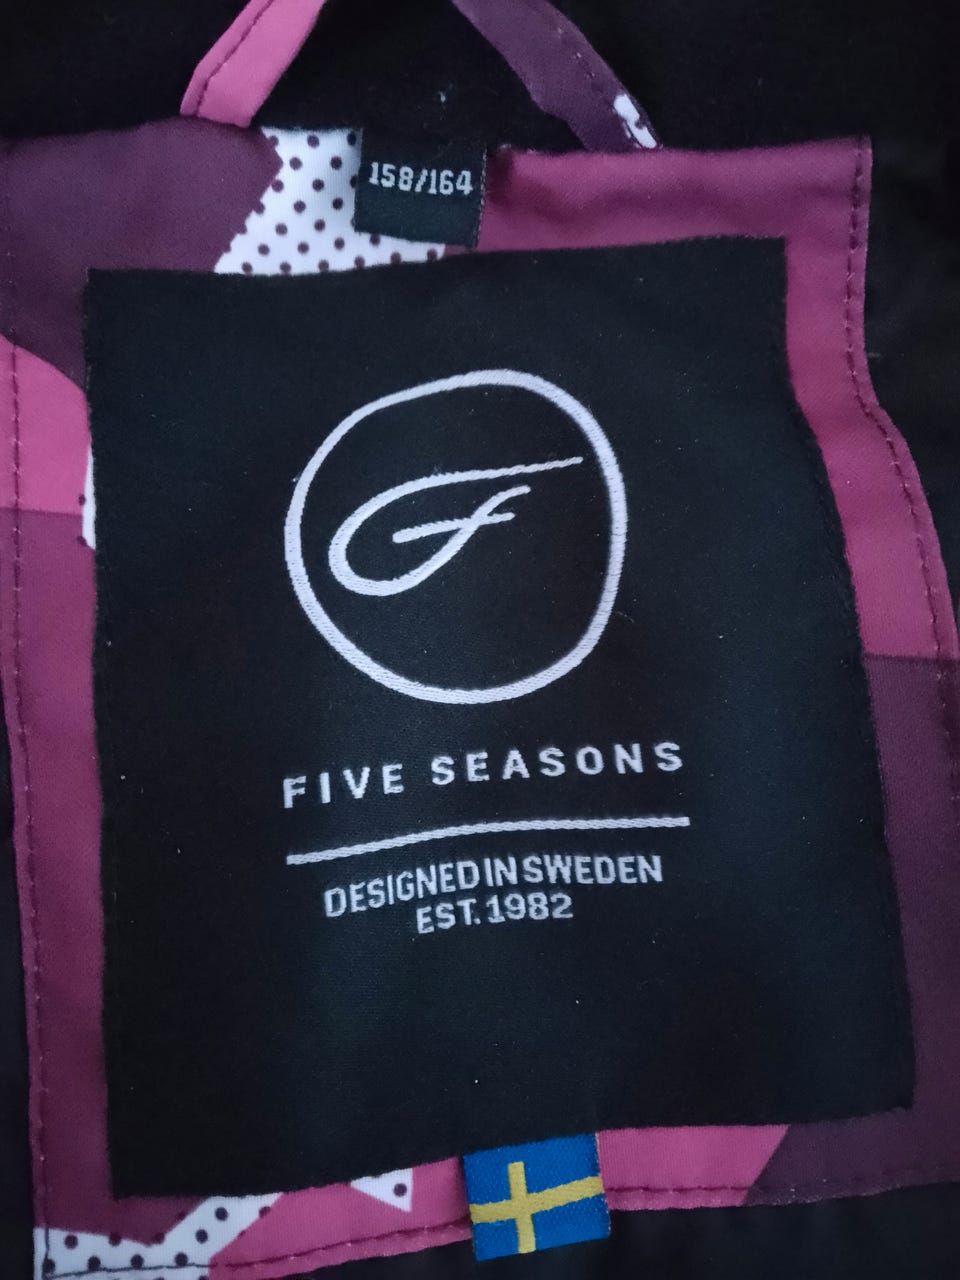 158/164
FIVE SEASONS
DESIGNED IN SWEDEN
EST. 1982